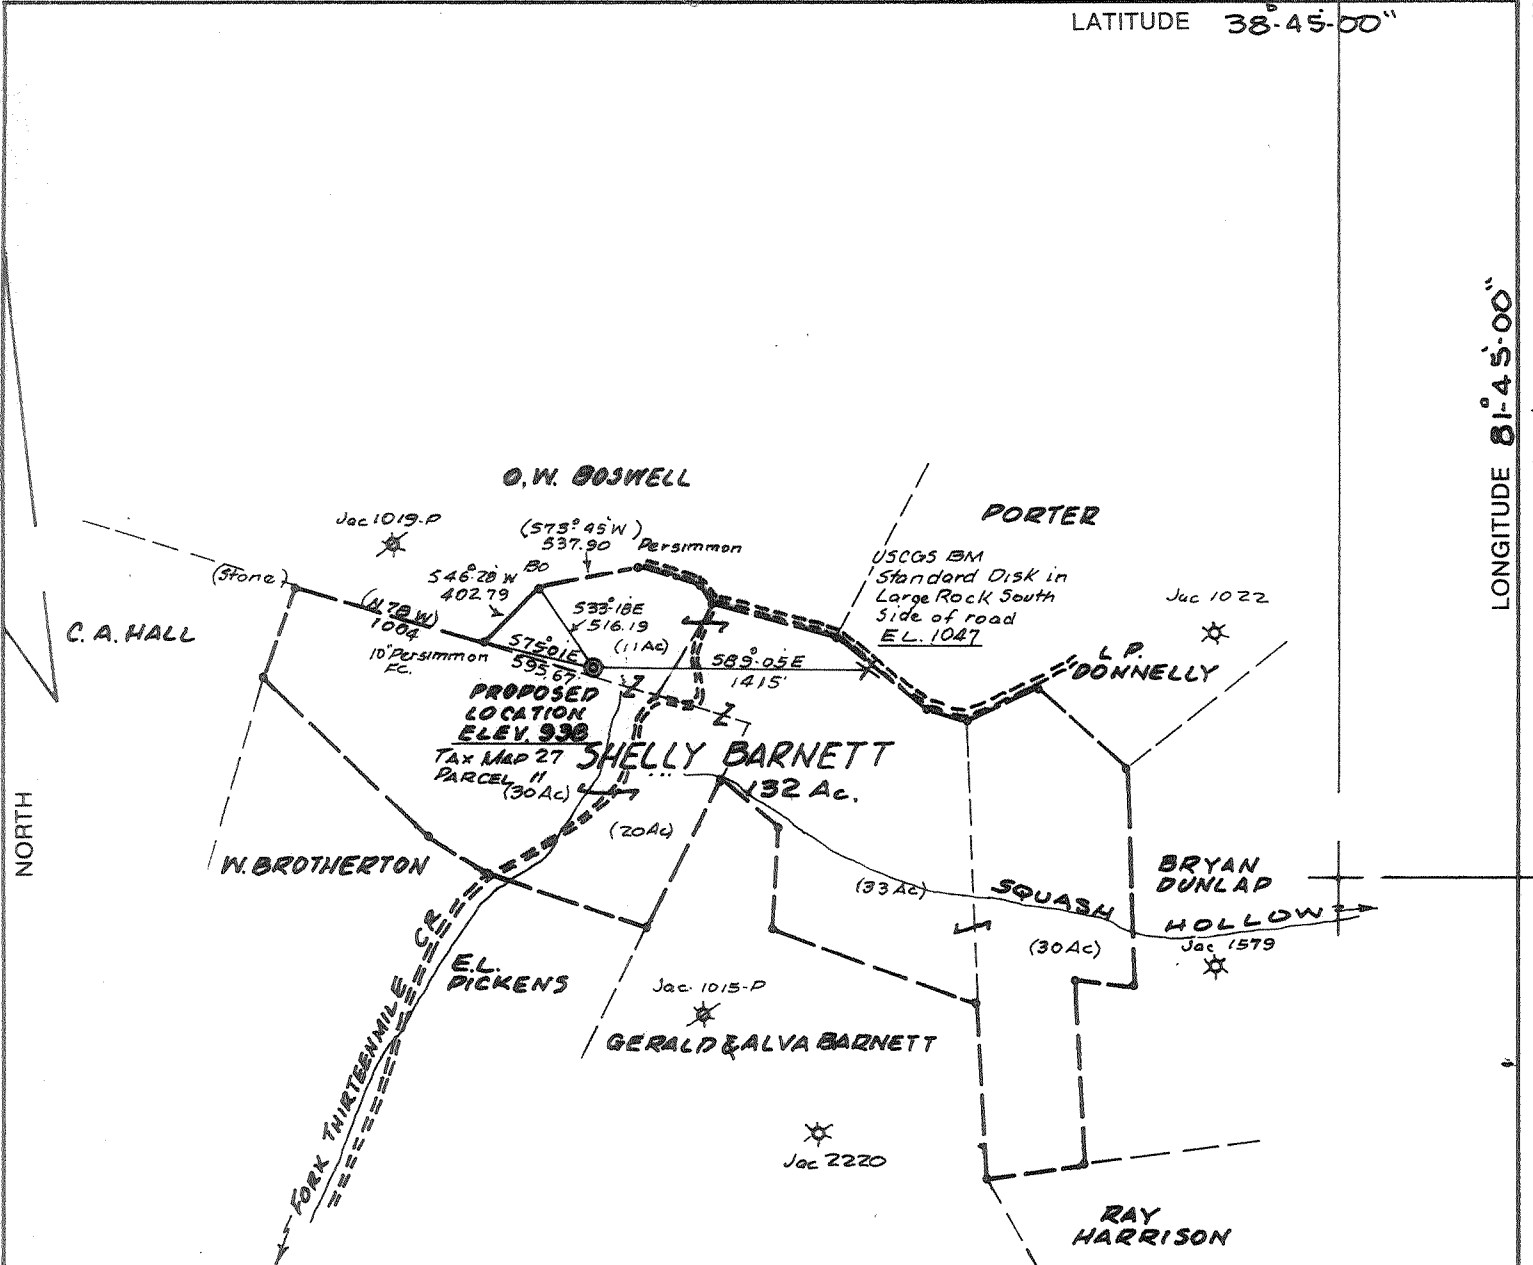 LATITUDE 38°-45'-00"
LONGITUDE 81°-45'-00"
O.W. BOSWELL
Jac 1019-P
(S73°45'W)
537.90
Persimmon
PORTER
USCGS BM
Standard Disk in
Large Rock South
Side of road
EL. 1047
(Stone)
S46°28'W
402.79
BO
S33°18E
516.19
Jac 1022
C. A. HALL
(N78W)
1004
10" Persimmon
FC.
S75°01E
595.67
(11Ac)
S89°-05E
1415'
L P.
DONNELLY
PROPOSED
LOCATION
ELEV. 938
TAX MAP 27
PARCEL 11
(30Ac)
SHELLY BARNETT
132 Ac.
NORTH
(20Ac)
W. BROTHERTON
(33Ac)
SQUASH HOLLOW
BRYAN
DUNLAP
(30Ac)
Jac 1579
FORK THIRTEENMILE CR
E.L.
PICKENS
Jac. 1015-P
GERALD & ALVA BARNETT
Jac 2220
RAY
HARRISON